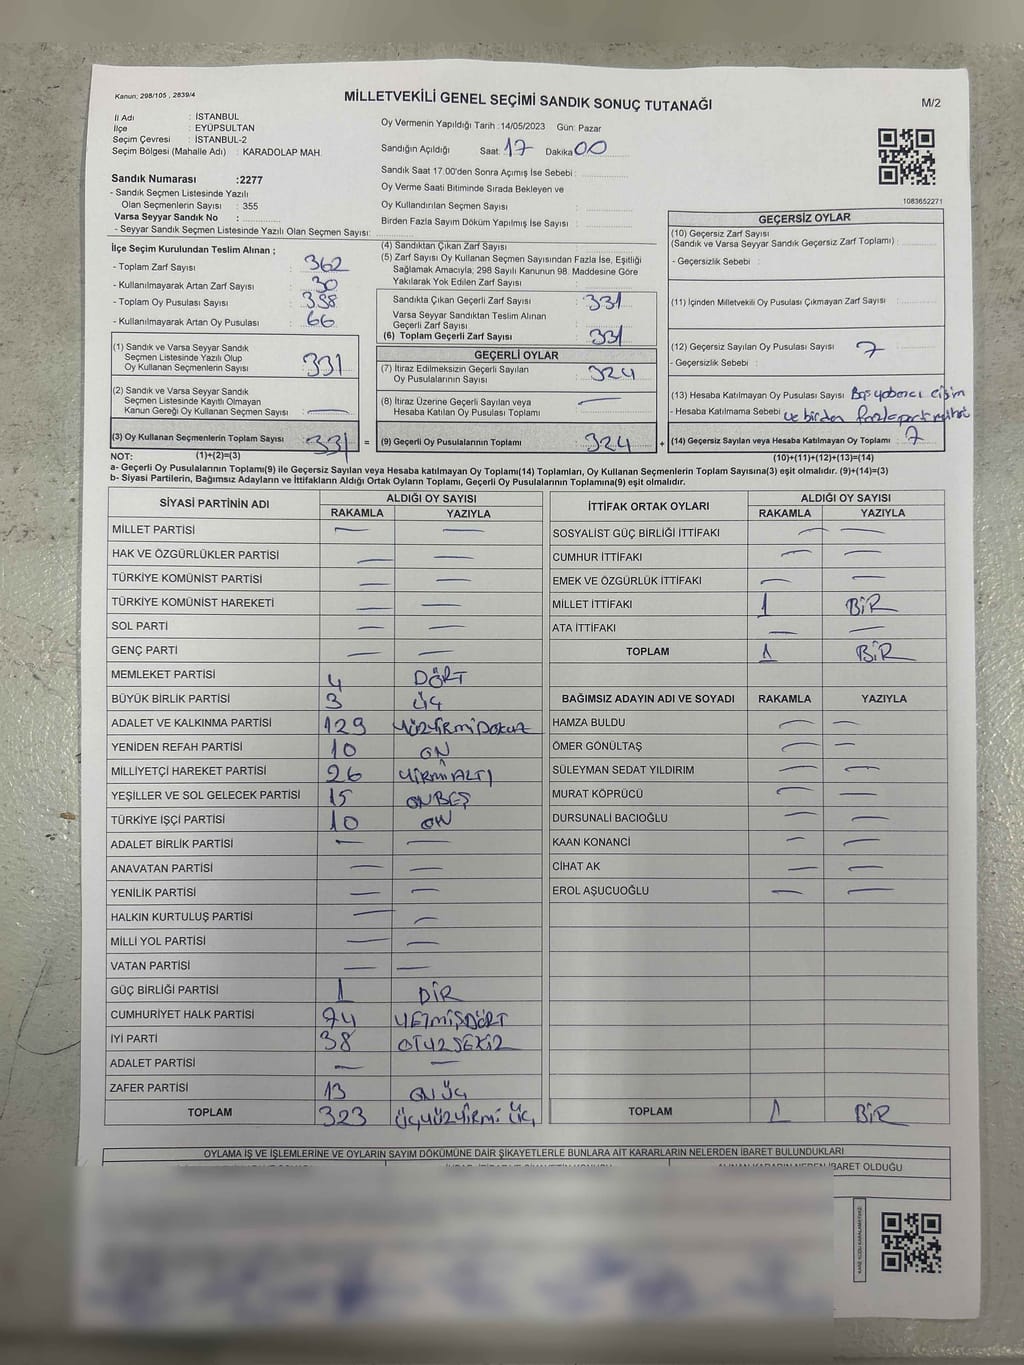 Kanun: 298/105 , 2839/4
MİLLETVEKİLİ GENEL SEÇİMİ SANDIK SONUÇ TUTANAĞI
M/2
İl Adı : İSTANBUL
İlçe : EYÜPSULTAN
Seçim Çevresi : İSTANBUL-2
Seçim Bölgesi (Mahalle Adı) : KARADOLAP MAH.
Oy Vermenin Yapıldığı Tarih :14/05/2023 Gün: Pazar
Sandığın Açıldığı Saat: 17 Dakika 00
Sandık Saat 17.00'den Sonra Açımış İse Sebebi :
Oy Verme Saati Bitiminde Sırada Bekleyen ve
Oy Kullandırılan Seçmen Sayısı :
Birden Fazla Sayım Döküm Yapılmış İse Sayısı :
1083652271
Sandık Numarası :2277
- Sandık Seçmen Listesinde Yazılı
Olan Seçmenlerin Sayısı : 355
Varsa Seyyar Sandık No :
- Seyyar Sandık Seçmen Listesinde Yazılı Olan Seçmen Sayısı:
İlçe Seçim Kurulundan Teslim Alınan ;
- Toplam Zarf Sayısı : 362
- Kullanılmayarak Artan Zarf Sayısı : 30
- Toplam Oy Pusulası Sayısı : 398
- Kullanılmayarak Artan Oy Pusulası : 66
(1) Sandık ve Varsa Seyyar Sandık
Seçmen Listesinde Yazılı Olup
Oy Kullanan Seçmenlerin Sayısı : 331
(2) Sandık ve Varsa Seyyar Sandık
Seçmen Listesinde Kayıtlı Olmayan
Kanun Gereği Oy Kullanan Seçmen Sayısı : —
(3) Oy Kullanan Seçmenlerin Toplam Sayısı : 331 =
(4) Sandıktan Çıkan Zarf Sayısı :
(5) Zarf Sayısı Oy Kullanan Seçmen Sayısından Fazla İse, Eşitliği
Sağlamak Amacıyla; 298 Sayılı Kanunun 98. Maddesine Göre
Yakılarak Yok Edilen Zarf Sayısı :
Sandıkta Çıkan Geçerli Zarf Sayısı : 331
Varsa Seyyar Sandıktan Teslim Alınan
Geçerli Zarf Sayısı :
(6) Toplam Geçerli Zarf Sayısı : 331
GEÇERLİ OYLAR
(7) İtiraz Edilmeksizin Geçerli Sayılan
Oy Pusulalarının Sayısı : 324
(8) İtiraz Üzerine Geçerli Sayılan veya
Hesaba Katılan Oy Pusulası Toplamı : —
(9) Geçerli Oy Pusulalarının Toplamı : 324 +
GEÇERSİZ OYLAR
(10) Geçersiz Zarf Sayısı
(Sandık ve Varsa Seyyar Sandık Geçersiz Zarf Toplamı) :
- Geçersizlik Sebebi :
(11) İçinden Milletvekili Oy Pusulası Çıkmayan Zarf Sayısı :
(12) Geçersiz Sayılan Oy Pusulası Sayısı : 7
- Geçersizlik Sebebi :
(13) Hesaba Katılmayan Oy Pusulası Sayısı : Boş yabancı cisim
- Hesaba Katılmama Sebebi : ve birden fazla parti
(14) Geçersiz Sayılan veya Hesaba Katılmayan Oy Toplamı : 7
NOT: (1)+(2)=(3)
(10)+(11)+(12)+(13)=(14)
a- Geçerli Oy Pusulalarının Toplamı(9) ile Geçersiz Sayılan veya Hesaba katılmayan Oy Toplamı(14) Toplamları, Oy Kullanan Seçmenlerin Toplam Sayısına(3) eşit olmalıdır. (9)+(14)=(3)
b- Siyasi Partilerin, Bağımsız Adayların ve İttifakların Aldığı Ortak Oyların Toplamı, Geçerli Oy Pusulalarının Toplamına(9) eşit olmalıdır.
SİYASİ PARTİNİN ADI ALDIĞI OY SAYISI
RAKAMLA YAZIYLA
MİLLET PARTİSİ — —
HAK VE ÖZGÜRLÜKLER PARTİSİ — —
TÜRKİYE KOMÜNİST PARTİSİ — —
TÜRKİYE KOMÜNİST HAREKETİ — —
SOL PARTİ — —
GENÇ PARTİ — —
MEMLEKET PARTİSİ 4 DÖRT
BÜYÜK BİRLİK PARTİSİ 3 ÜÇ
ADALET VE KALKINMA PARTİSİ 129 YÜZYİRMİDOKUZ
YENİDEN REFAH PARTİSİ 10 ON
MİLLİYETÇİ HAREKET PARTİSİ 26 YİRMİALTI
YEŞİLLER VE SOL GELECEK PARTİSİ 15 ONBEŞ
TÜRKİYE İŞÇİ PARTİSİ 10 ON
ADALET BİRLİK PARTİSİ — —
ANAVATAN PARTİSİ — —
YENİLİK PARTİSİ — —
HALKIN KURTULUŞ PARTİSİ — —
MİLLİ YOL PARTİSİ — —
VATAN PARTİSİ — —
GÜÇ BİRLİĞİ PARTİSİ 1 BİR
CUMHURİYET HALK PARTİSİ 74 YETMİŞDÖRT
İYİ PARTİ 38 OTUZSEKİZ
ADALET PARTİSİ — —
ZAFER PARTİSİ 13 ON ÜÇ
TOPLAM 323 ÜÇYÜZYİRMİ ÜÇ
İTTİFAK ORTAK OYLARI ALDIĞI OY SAYISI
RAKAMLA YAZIYLA
SOSYALİST GÜÇ BİRLİĞİ İTTİFAKI — —
CUMHUR İTTİFAKI — —
EMEK VE ÖZGÜRLÜK İTTİFAKI — —
MİLLET İTTİFAKI 1 BİR
ATA İTTİFAKI — —
TOPLAM 1 BİR
BAĞIMSIZ ADAYIN ADI VE SOYADI RAKAMLA YAZIYLA
HAMZA BULDU — —
ÖMER GÖNÜLTAŞ — —
SÜLEYMAN SEDAT YILDIRIM — —
MURAT KÖPRÜCÜ — —
DURSUNALİ BACIOĞLU — —
KAAN KONANCİ — —
CİHAT AK — —
EROL AŞUCUOĞLU — —
TOPLAM 1 BİR
OYLAMA İŞ VE İŞLEMLERİNE VE OYLARIN SAYIM DÖKÜMÜNE DAİR ŞİKAYETLERLE BUNLARA AİT KARARLARIN NELERDEN İBARET BULUNDUKLARI
İBARET OLDUĞU